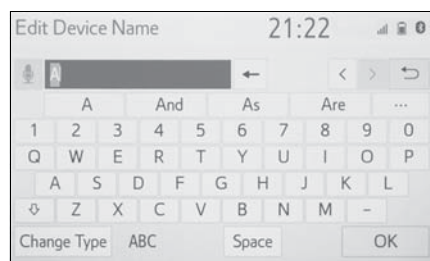 Edit Device Name 21:22
A
A And As Are ...
1 2 3 4 5 6 7 8 9 0
Q W E R T Y U I O P
A S D F G H J K L
Z X C V B N M -
Change Type ABC Space OK